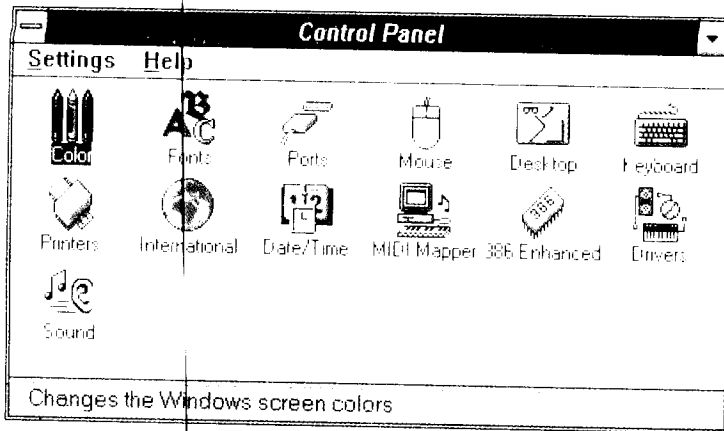 Control Panel
Settings Help
Color Fonts Ports Mouse Desktop Keyboard
Printers International Date/Time MIDI Mapper 386 Enhanced Drivers
Sound
Changes the Windows screen colors